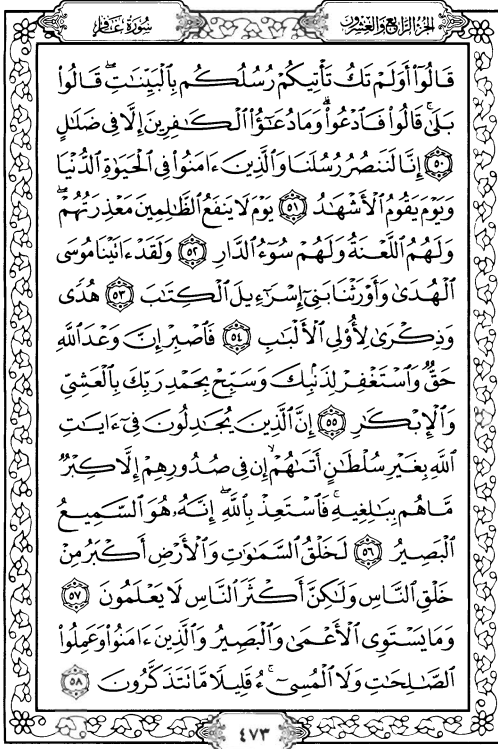 الجزء الرابع والعشرون
سورة غافر
قَالُوٓا۟ أَوَلَمْ تَكُ تَأْتِيكُمْ رُسُلُكُم بِٱلْبَيِّنَٰتِ ۖ قَالُوا۟
بَلَىٰ ۚ قَالُوا۟ فَٱدْعُوا۟ ۗ وَمَا دُعَٰٓؤُا۟ ٱلْكَٰفِرِينَ إِلَّا فِى ضَلَٰلٍ
٥٠ إِنَّا لَنَنصُرُ رُسُلَنَا وَٱلَّذِينَ ءَامَنُوا۟ فِى ٱلْحَيَوٰةِ ٱلدُّنْيَا
وَيَوْمَ يَقُومُ ٱلْأَشْهَٰدُ ٥١ يَوْمَ لَا يَنفَعُ ٱلظَّٰلِمِينَ مَعْذِرَتُهُمْ ۖ
وَلَهُمُ ٱللَّعْنَةُ وَلَهُمْ سُوٓءُ ٱلدَّارِ ٥٢ وَلَقَدْ ءَاتَيْنَا مُوسَى
ٱلْهُدَىٰ وَأَوْرَثْنَا بَنِىٓ إِسْرَٰٓءِيلَ ٱلْكِتَٰبَ ٥٣ هُدًى
وَذِكْرَىٰ لِأُو۟لِى ٱلْأَلْبَٰبِ ٥٤ فَٱصْبِرْ إِنَّ وَعْدَ ٱللَّهِ
حَقٌّ وَٱسْتَغْفِرْ لِذَنۢبِكَ وَسَبِّحْ بِحَمْدِ رَبِّكَ بِٱلْعَشِىِّ
وَٱلْإِبْكَٰرِ ٥٥ إِنَّ ٱلَّذِينَ يُجَٰدِلُونَ فِىٓ ءَايَٰتِ
ٱللَّهِ بِغَيْرِ سُلْطَٰنٍ أَتَىٰهُمْ ۙ إِن فِى صُدُورِهِمْ إِلَّا كِبْرٌ
مَّا هُم بِبَٰلِغِيهِ ۚ فَٱسْتَعِذْ بِٱللَّهِ ۖ إِنَّهُۥ هُوَ ٱلسَّمِيعُ
ٱلْبَصِيرُ ٥٦ لَخَلْقُ ٱلسَّمَٰوَٰتِ وَٱلْأَرْضِ أَكْبَرُ مِنْ
خَلْقِ ٱلنَّاسِ وَلَٰكِنَّ أَكْثَرَ ٱلنَّاسِ لَا يَعْلَمُونَ ٥٧
وَمَا يَسْتَوِى ٱلْأَعْمَىٰ وَٱلْبَصِيرُ وَٱلَّذِينَ ءَامَنُوا۟ وَعَمِلُوا۟
ٱلصَّٰلِحَٰتِ وَلَا ٱلْمُسِىٓءُ ۚ قَلِيلًا مَّا تَتَذَكَّرُونَ ٥٨
٤٧٣